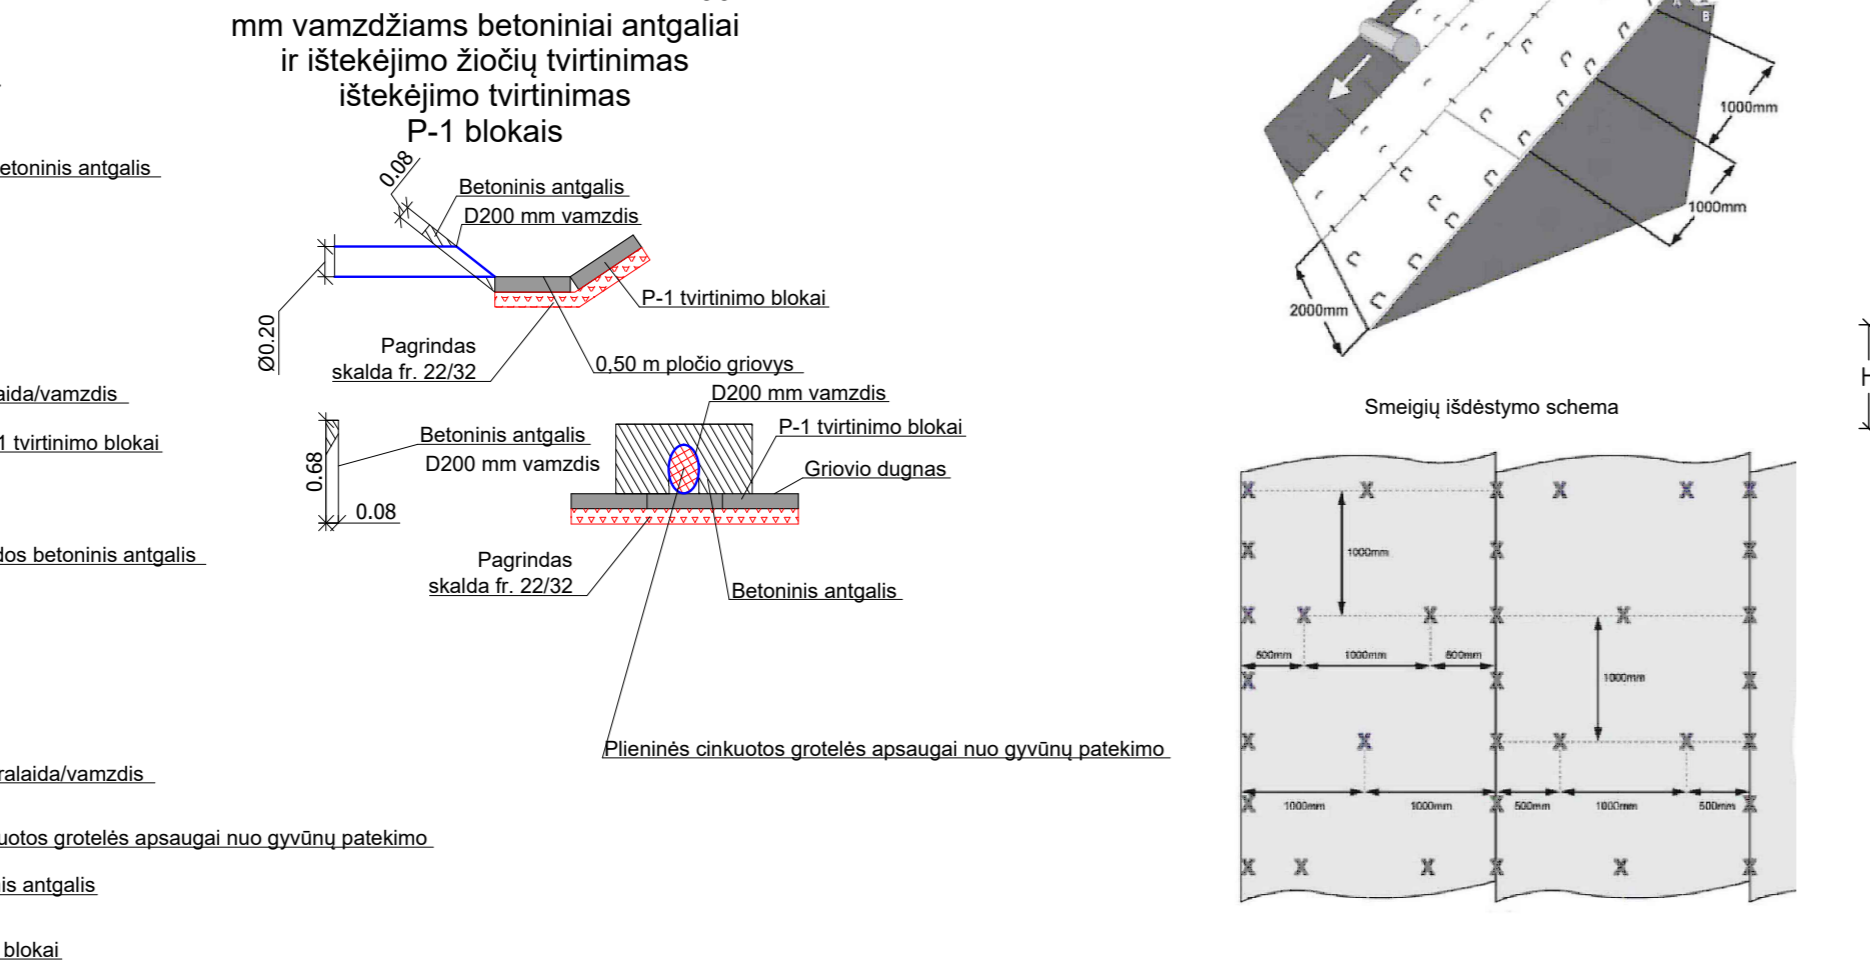 mm vamzdžiams betoniniai antgaliai
ir ištekėjimo žiočių tvirtinimas
ištekėjimo tvirtinimas
P-1 blokais
0.08
Betoninis antgalis
D200 mm vamzdis
P-1 tvirtinimo blokai
Ø0.20
Pagrindas
skalda fr. 22/32
0,50 m pločio griovys
D200 mm vamzdis
P-1 tvirtinimo blokai
Betoninis antgalis
D200 mm vamzdis
Griovio dugnas
0.68
0.08
Pagrindas
skalda fr. 22/32
Betoninis antgalis
Plieninės cinkuotos grotelės apsaugai nuo gyvūnų patekimo
etoninis antgalis
aida/vamzdis
1 tvirtinimo blokai
dos betoninis antgalis
ralaida/vamzdis
uotos grotelės apsaugai nuo gyvūnų patekimo
is antgalis
blokai
B
1000mm
1000mm
2000mm
Smeigių išdėstymo schema
1000mm
500mm
1000mm
500mm
1000mm
1000mm
1000mm
500mm
1000mm
500mm